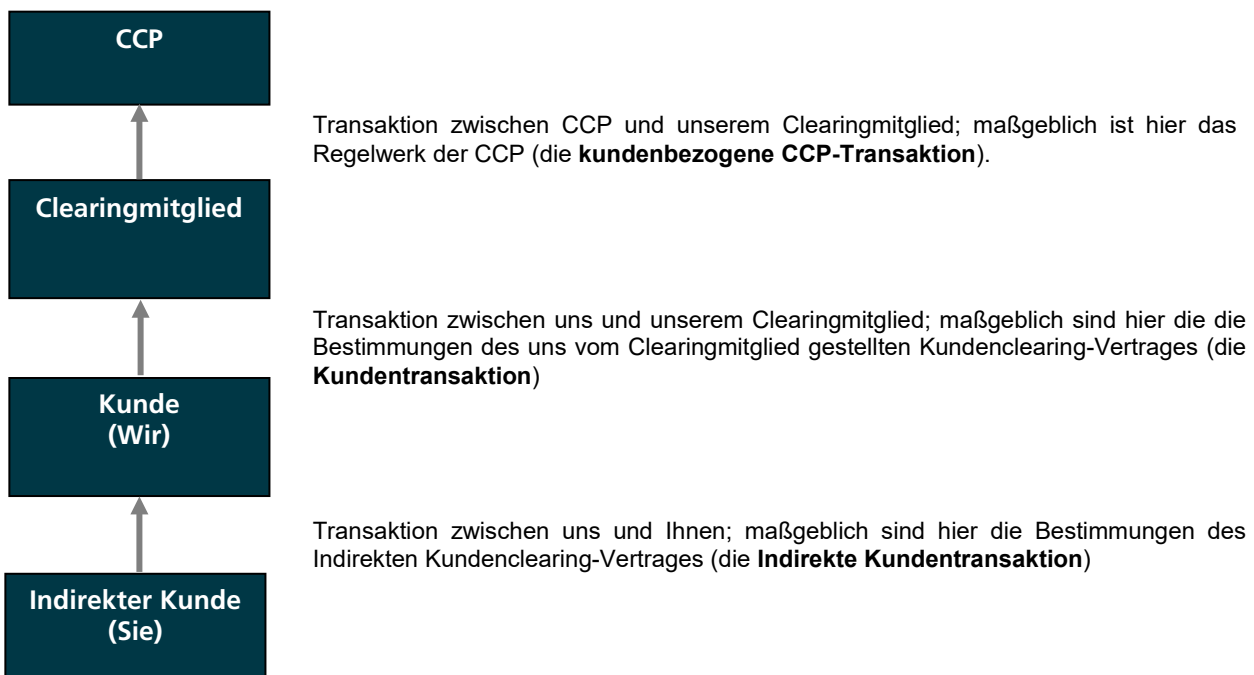 CCP
Transaktion zwischen CCP und unserem Clearingmitglied; maßgeblich ist hier das
Regelwerk der CCP (die kundenbezogene CCP-Transaktion).
Clearingmitglied
Transaktion zwischen uns und unserem Clearingmitglied; maßgeblich sind hier die die
Bestimmungen des uns vom Clearingmitglied gestellten Kundenclearing-Vertrages (die
Kundentransaktion)
Kunde
(Wir)
Transaktion zwischen uns und Ihnen; maßgeblich sind hier die Bestimmungen des
Indirekten Kundenclearing-Vertrages (die Indirekte Kundentransaktion)
Indirekter Kunde
(Sie)